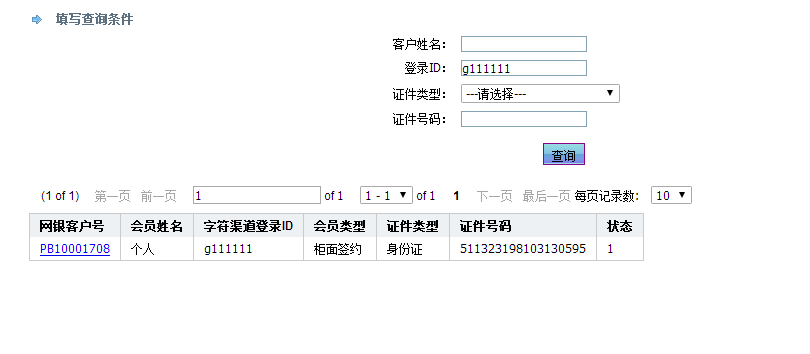 填写查询条件
客户姓名：
登录ID： g111111
证件类型： ---请选择---
证件号码：
查询
(1 of 1) 第一页 前一页 1 of 1 1 - 1 of 1 1 下一页 最后一页 每页记录数： 10
网银客户号 会员姓名 字符渠道登录ID 会员类型 证件类型 证件号码 状态
PB10001708 个人 g111111 柜面签约 身份证 511323198103130595 1